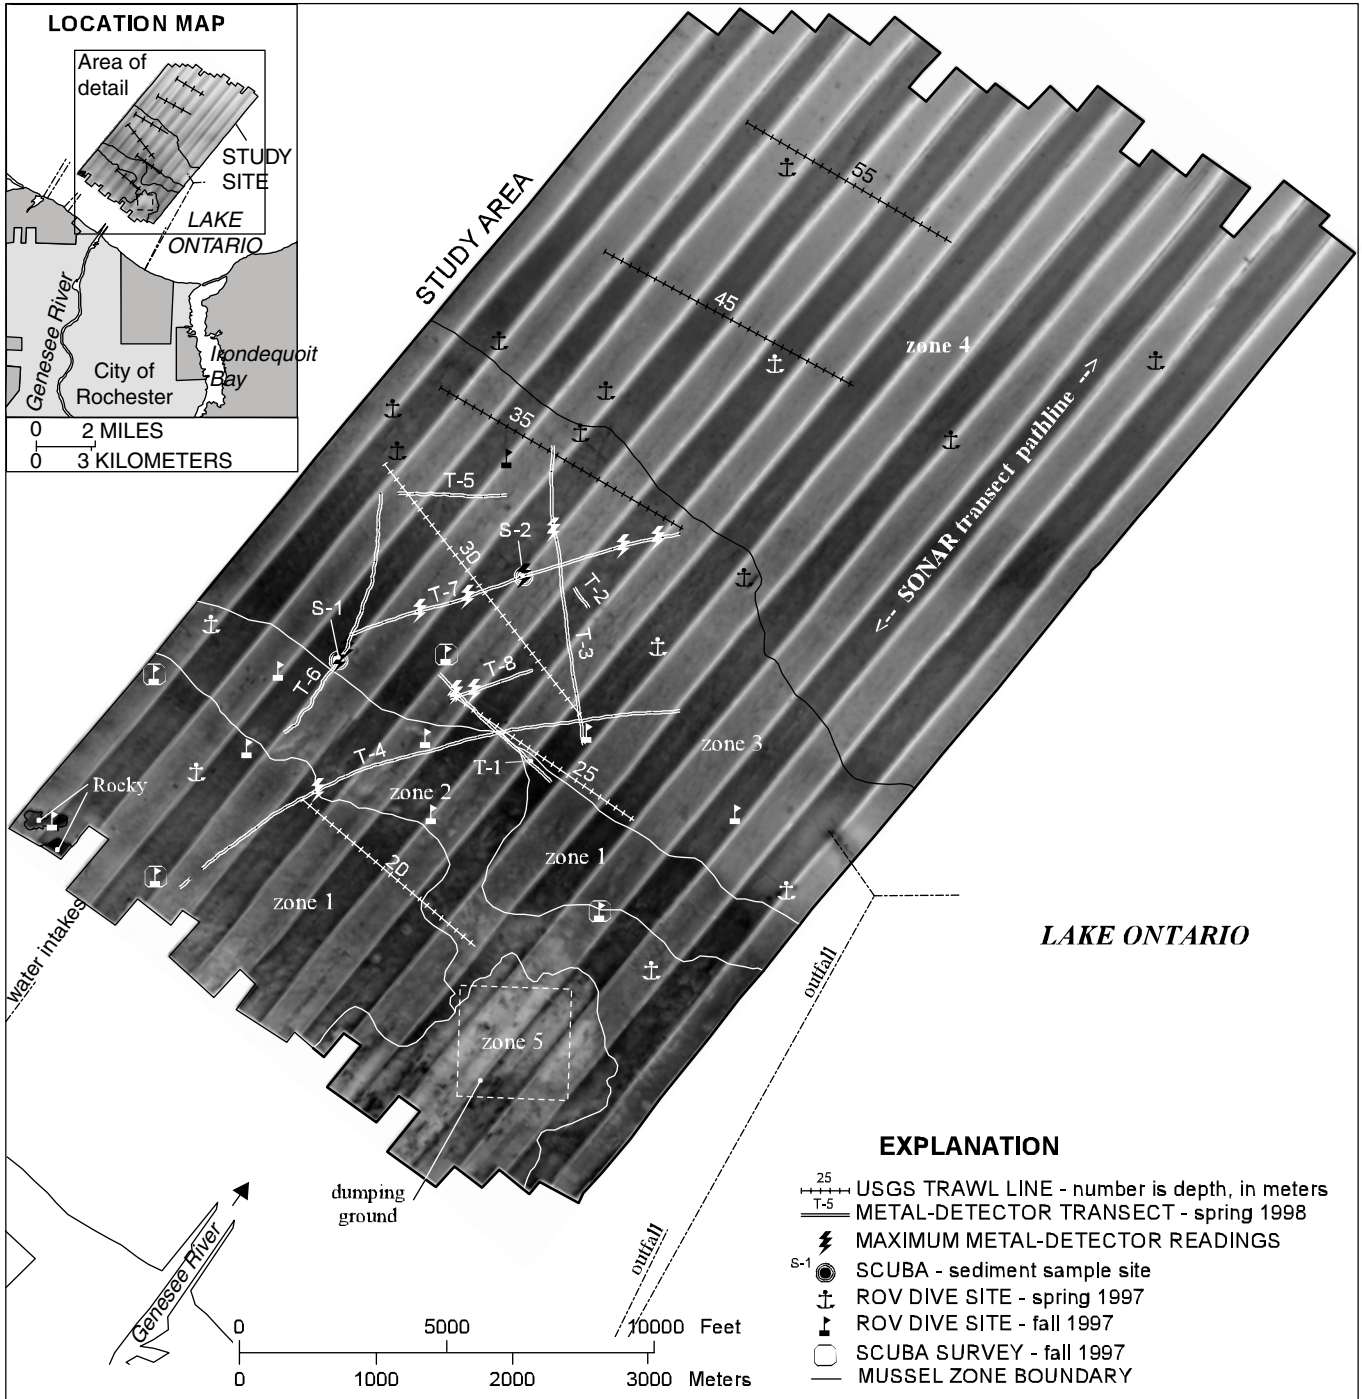 LOCATION MAP
Area of
detail
STUDY
SITE
LAKE
ONTARIO
Genesee River
City of
Rochester
Irondequoit
Bay
0 2 MILES
0 3 KILOMETERS
STUDY AREA
55
45
zone 4
35
<--- SONAR transect pathline --->
T-5
S-2
30
T-7
T-2
S-1
T-3
T-8
T-6
zone 3
T-4
T-1
25
Rocky
zone 2
zone 1
20
zone 1
water intakes
LAKE ONTARIO
outfall
zone 5
dumping
ground
outfall
Genesee River
0 5000 10000 Feet
0 1000 2000 3000 Meters
EXPLANATION
25 USGS TRAWL LINE - number is depth, in meters
T-5 METAL-DETECTOR TRANSECT - spring 1998
MAXIMUM METAL-DETECTOR READINGS
S-1 SCUBA - sediment sample site
ROV DIVE SITE - spring 1997
ROV DIVE SITE - fall 1997
SCUBA SURVEY - fall 1997
MUSSEL ZONE BOUNDARY